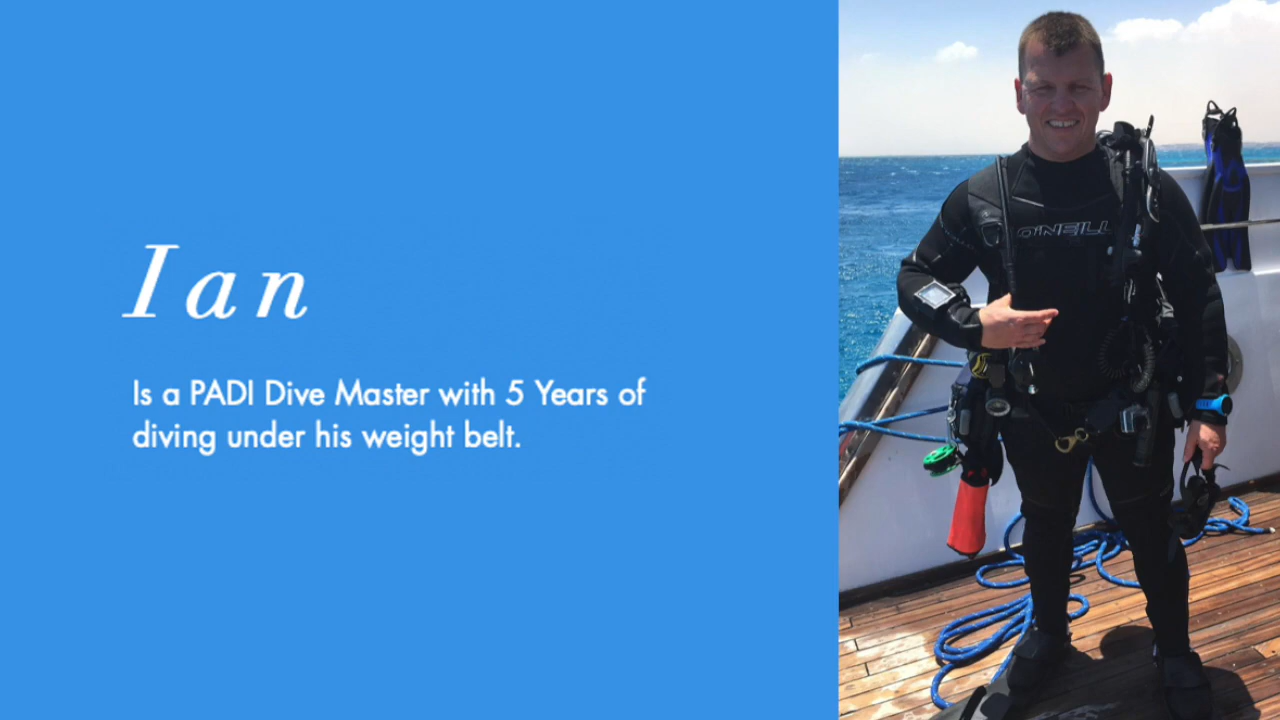 Ian
Is a PADI Dive Master with 5 Years of
diving under his weight belt.
O'NEILL